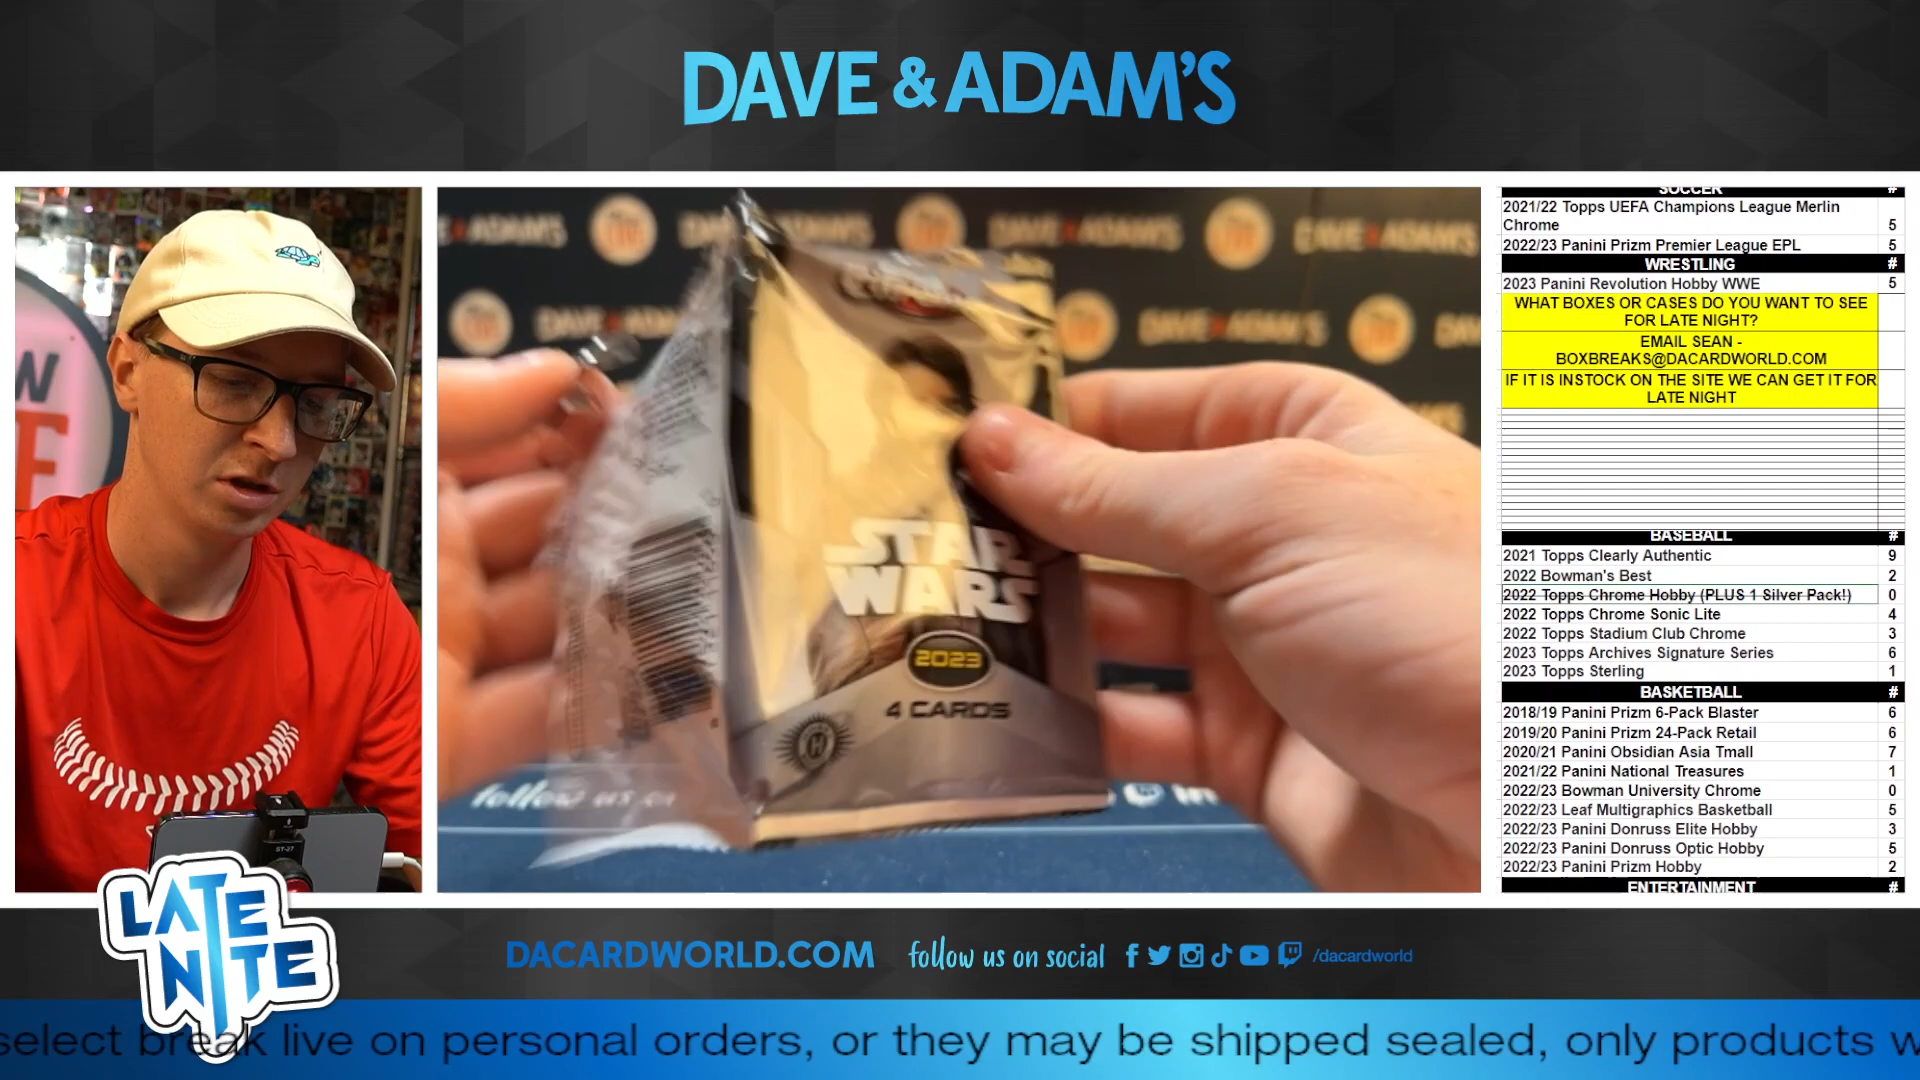 DAVE & ADAM'S
STAR
WARS
2023
4 CARDS
follow us on
SOCCER #
2021/22 Topps UEFA Champions League Merlin
Chrome 5
2022/23 Panini Prizm Premier League EPL 5
WRESTLING #
2023 Panini Revolution Hobby WWE 5
WHAT BOXES OR CASES DO YOU WANT TO SEE
FOR LATE NIGHT?
EMAIL SEAN -
BOXBREAKS@DACARDWORLD.COM
IF IT IS INSTOCK ON THE SITE WE CAN GET IT FOR
LATE NIGHT
BASEBALL #
2021 Topps Clearly Authentic 9
2022 Bowman's Best 2
2022 Topps Chrome Hobby (PLUS 1 Silver Pack!) 0
2022 Topps Chrome Sonic Lite 4
2022 Topps Stadium Club Chrome 3
2023 Topps Archives Signature Series 6
2023 Topps Sterling 1
BASKETBALL #
2018/19 Panini Prizm 6-Pack Blaster 6
2019/20 Panini Prizm 24-Pack Retail 6
2020/21 Panini Obsidian Asia Tmall 7
2021/22 Panini National Treasures 1
2022/23 Bowman University Chrome 0
2022/23 Leaf Multigraphics Basketball 5
2022/23 Panini Donruss Elite Hobby 3
2022/23 Panini Donruss Optic Hobby 5
2022/23 Panini Prizm Hobby 2
ENTERTAINMENT #
LATE
NITE
DACARDWORLD.COM follow us on social /dacardworld
select break live on personal orders, or they may be shipped sealed, only products w